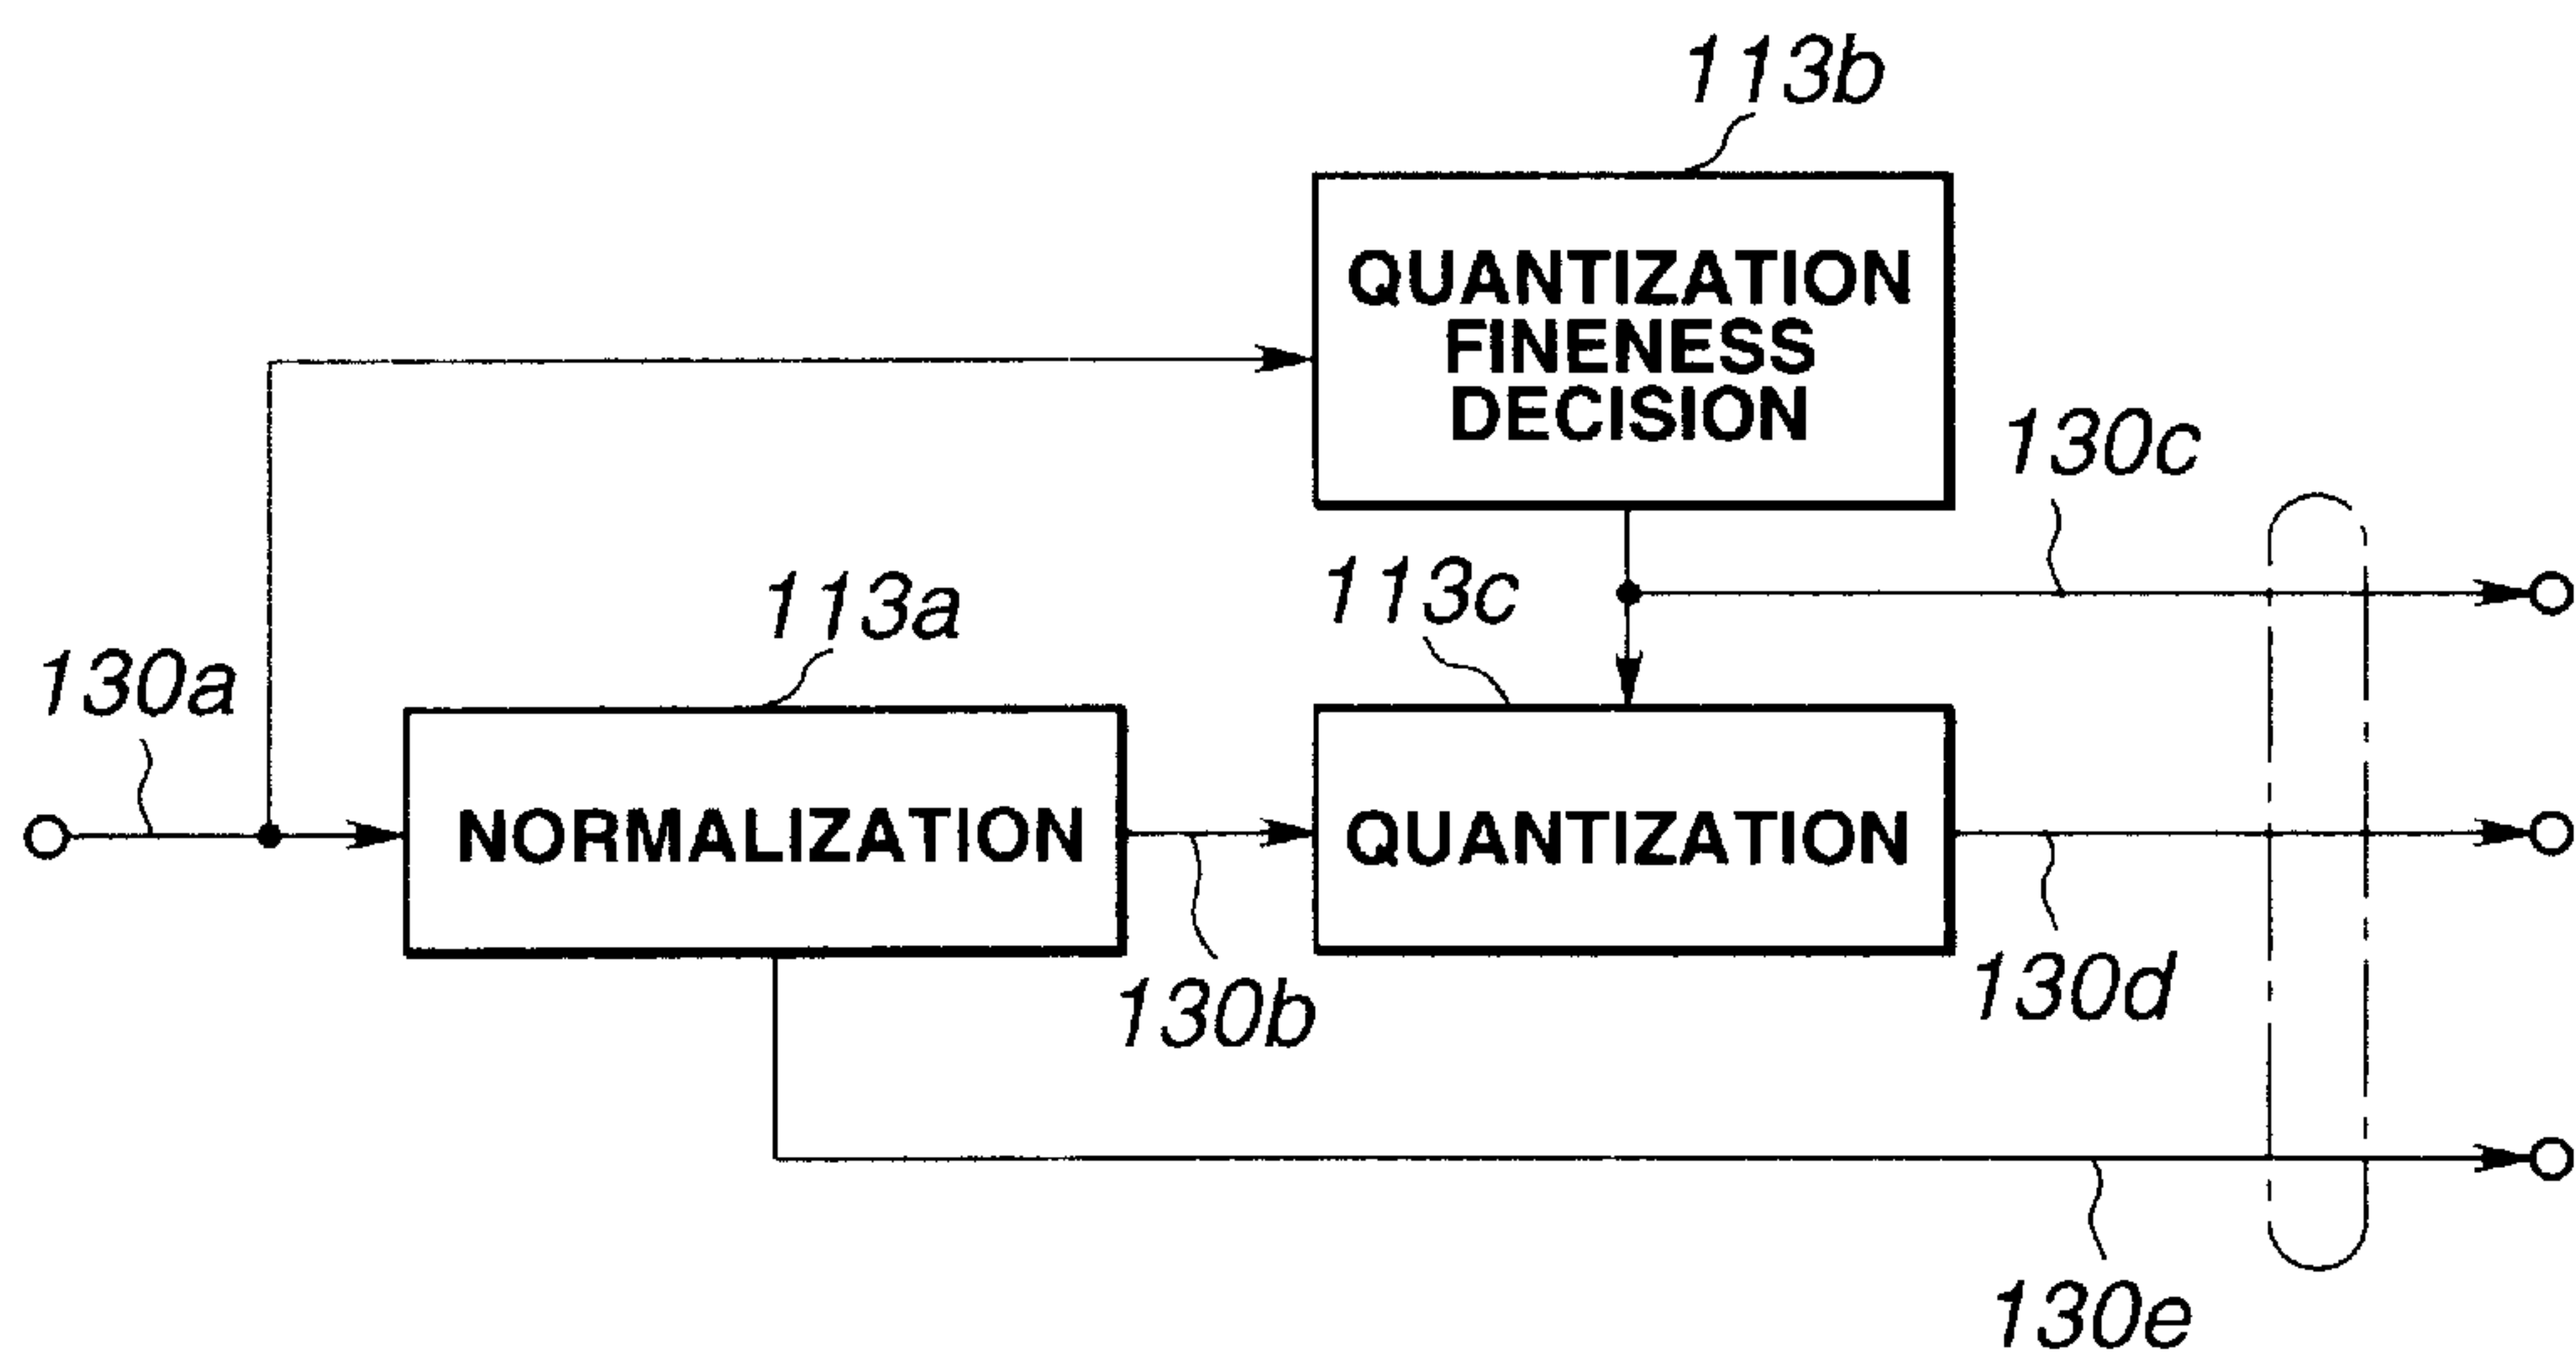 113b
QUANTIZATION
FINENESS
DECISION
130c
113c
113a
130a
NORMALIZATION
QUANTIZATION
130b
130d
130e